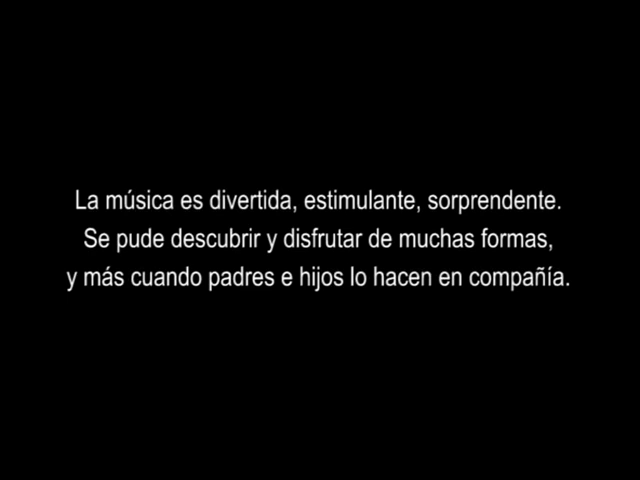 La música es divertida, estimulante, sorprendente.
Se pude descubrir y disfrutar de muchas formas,
y más cuando padres e hijos lo hacen en compañía.